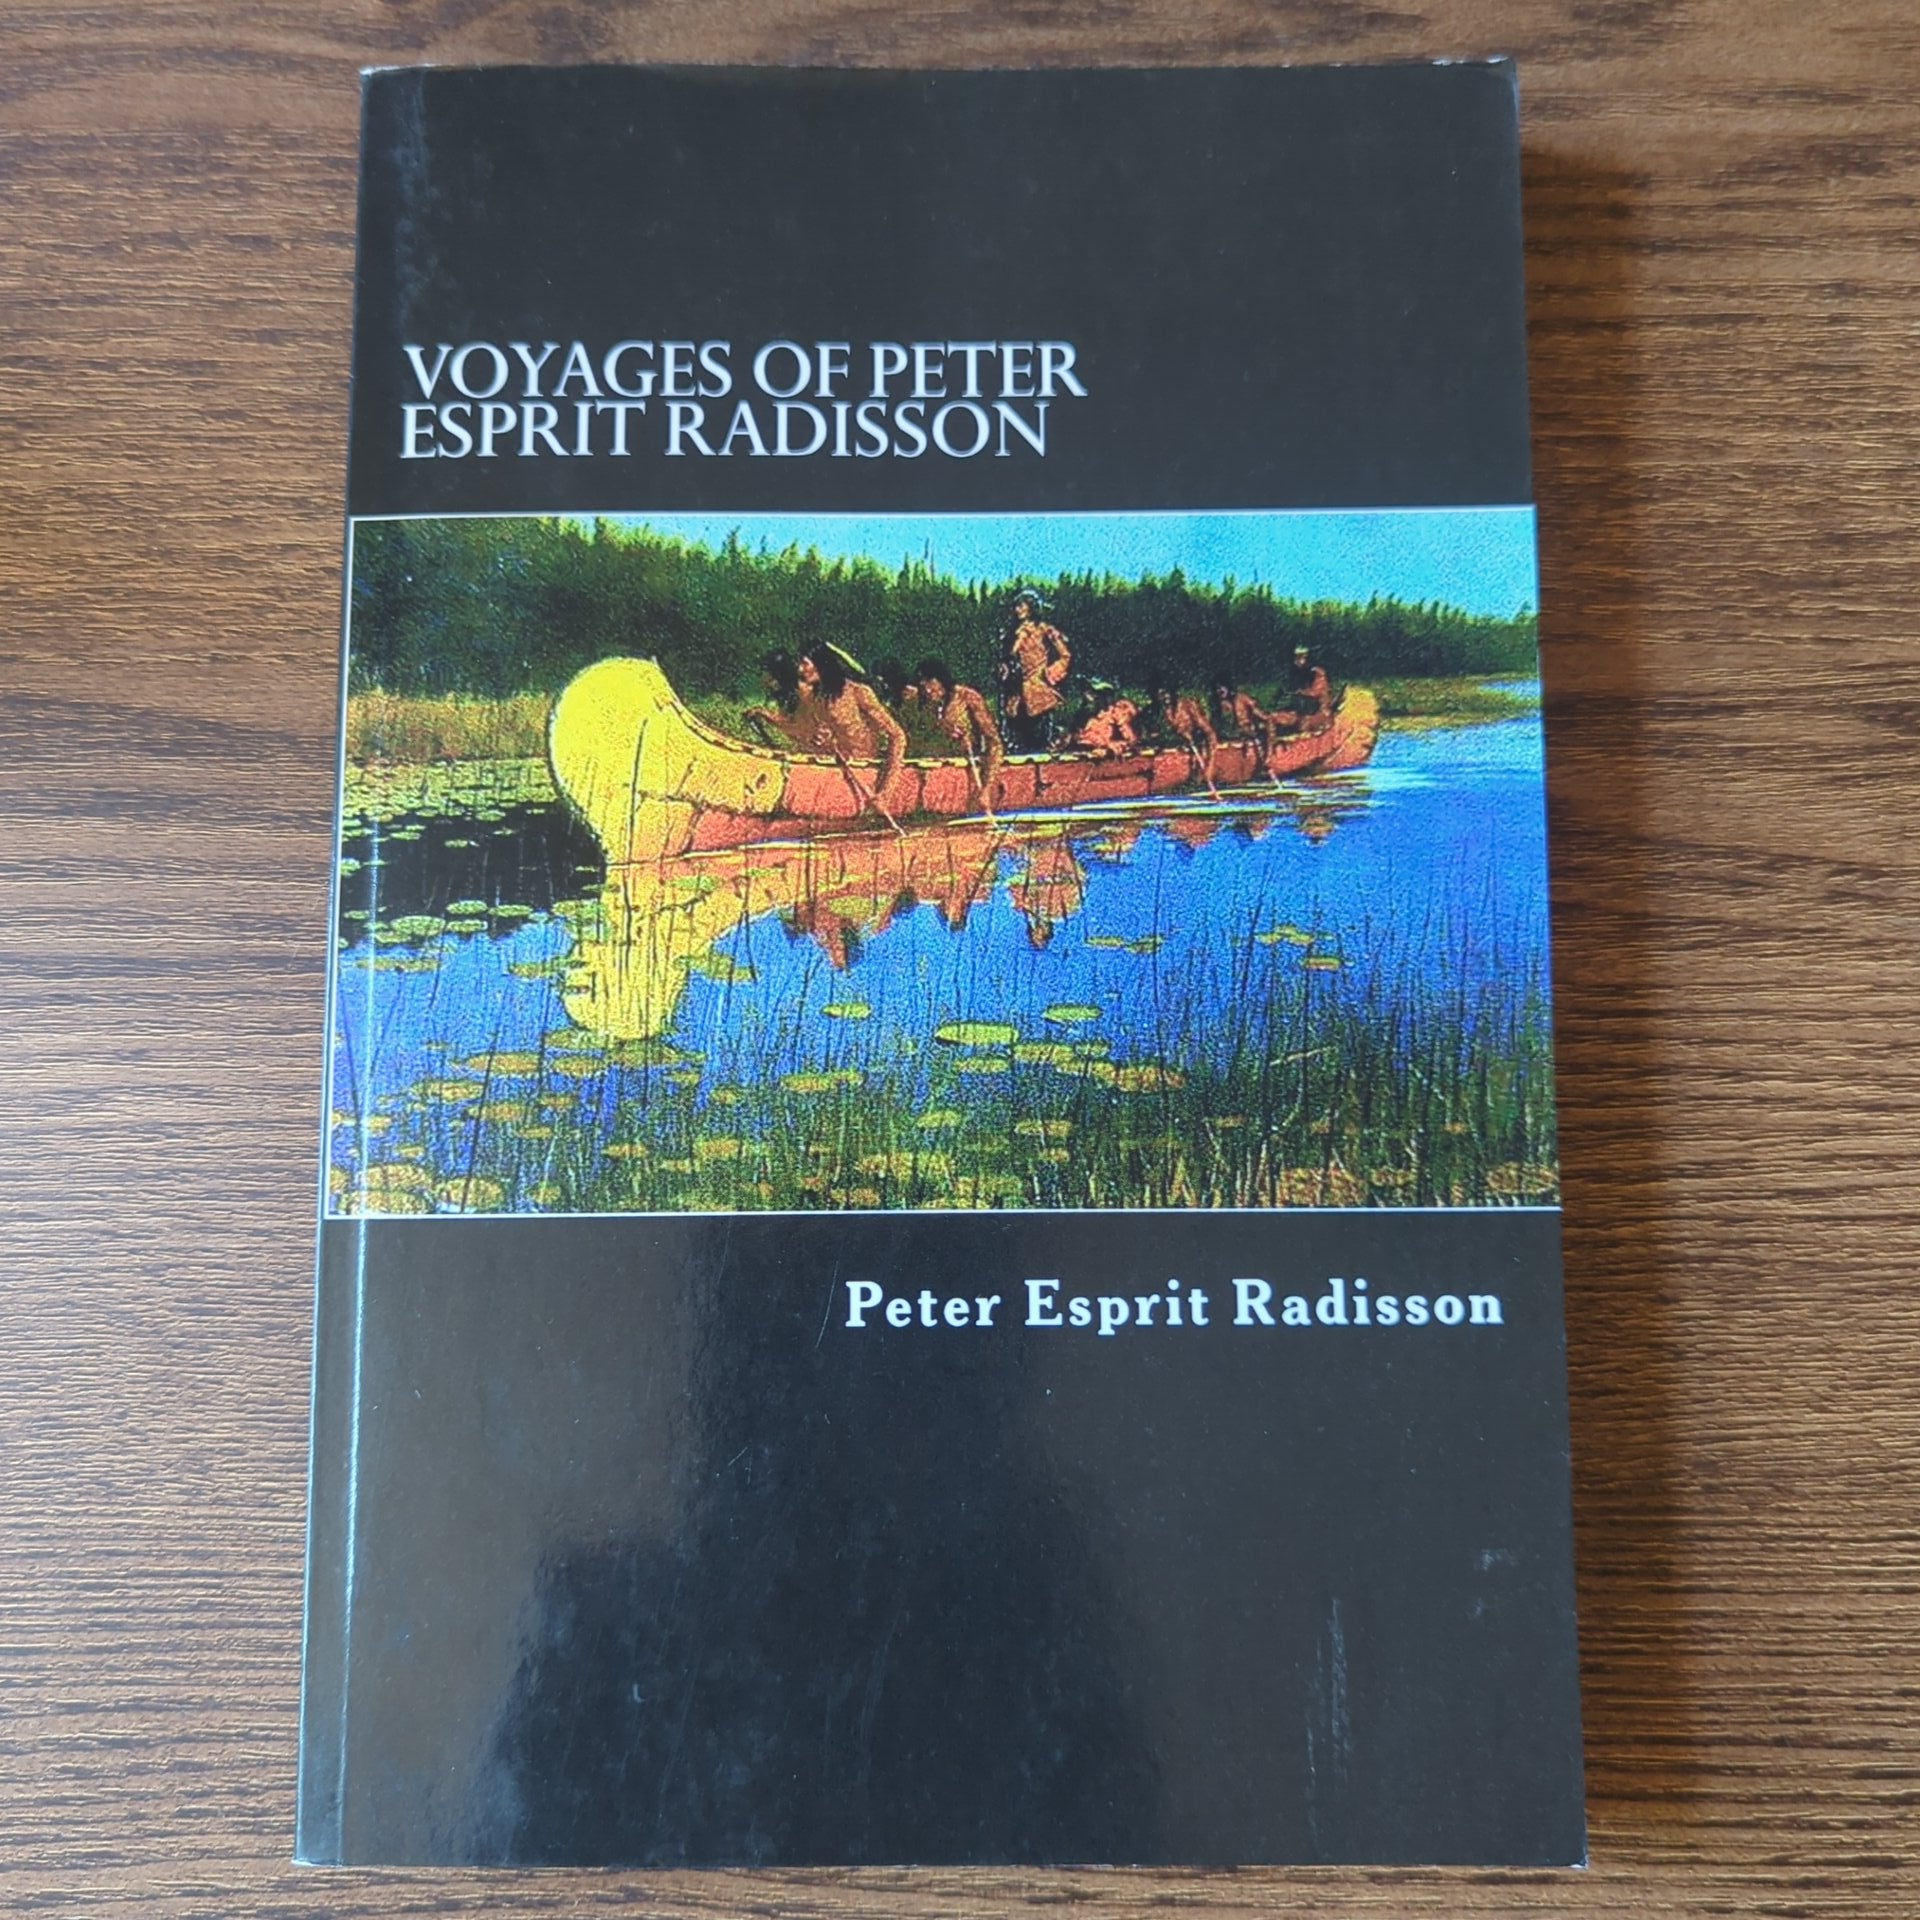 VOYAGES OF PETER
ESPRIT RADISSON
Peter Esprit Radisson